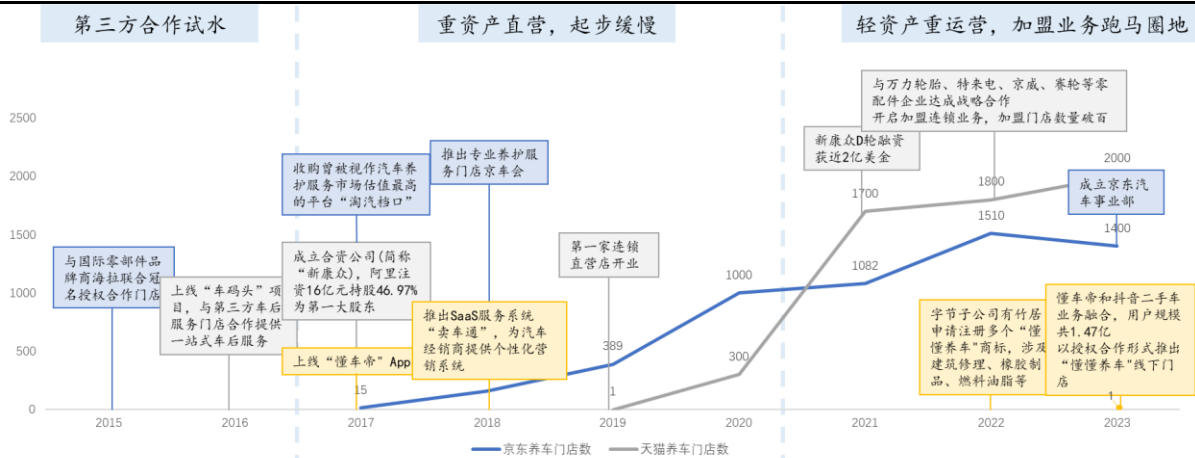 第三方合作试水
重资产直营，起步缓慢
轻资产重运营，加盟业务跑马圈地
2500
2000
1500
1000
500
0
与国际零部件品
牌商海拉联合冠
名授权合作门店
上线“车码头”项
目，与第三方车后
服务门店合作提供
一站式车后服务
收购曾被视作汽车养
护服务市场估值最高
的平台“淘汽档口”
成立合资公司(简称
“新康众)，阿里注
资16亿元持股46.97%
为第一大股东
上线“懂车帝”App
15
推出专业养护服
务门店京车会
推出SaaS服务系统
“卖车通”，为汽车
经销商提供个性化营
销系统
第一家连锁
直营店开业
389
1
1000
300
新康众D轮融资
获近2亿美金
1700
1082
与万力轮胎、特来电、京威、赛轮等零
配件企业达成战略合作
开启加盟连锁业务，加盟门店数量破百
1800
1510
字节子公司有竹居
申请注册多个“懂
懂养车"商标，涉及
建筑修理、橡胶制
品、燃料油脂等
2000
成立京东汽
车事业部
1400
懂车帝和抖音二手车
业务融合，用户规模
共1.47亿
以授权合作形式推出
“懂懂养车"线下门
店
1
2015
2016
2017
2018
2019
2020
2021
2022
2023
京东养车门店数
天猫养车门店数